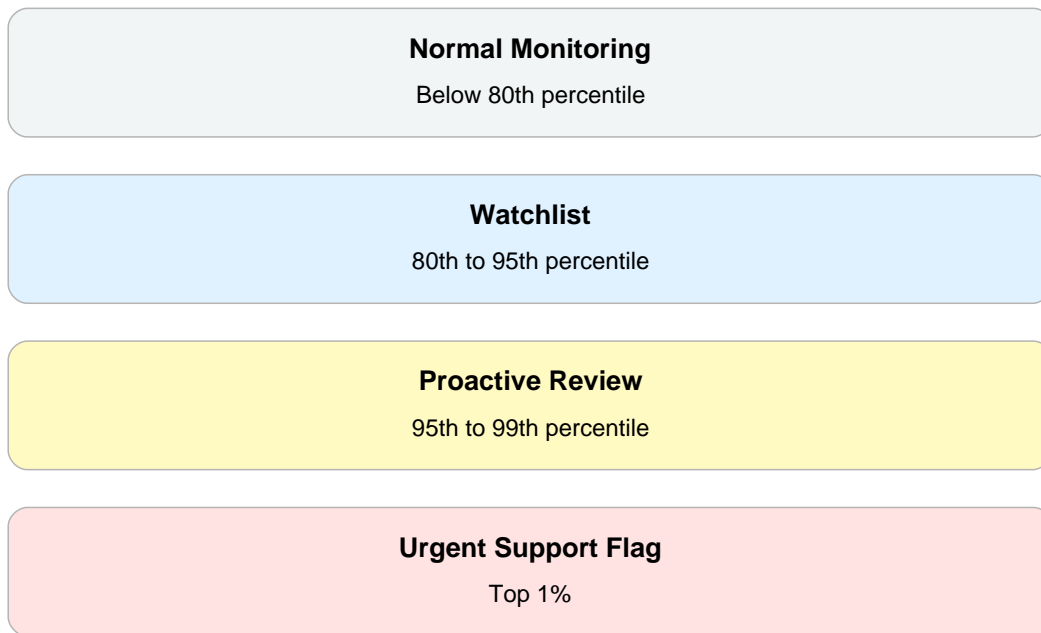 Normal Monitoring
Below 80th percentile
Watchlist
80th to 95th percentile
Proactive Review
95th to 99th percentile
Urgent Support Flag
Top 1%